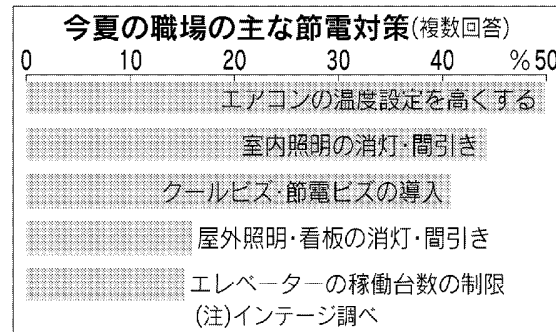 今夏の職場の主な節電対策(複数回答)
0 10 20 30 40 % 50
エアコンの温度設定を高くする
室内照明の消灯・間引き
クールビズ・節電ビズの導入
屋外照明・看板の消灯・間引き
エレベーターの稼働台数の制限
(注)インテージ調べ